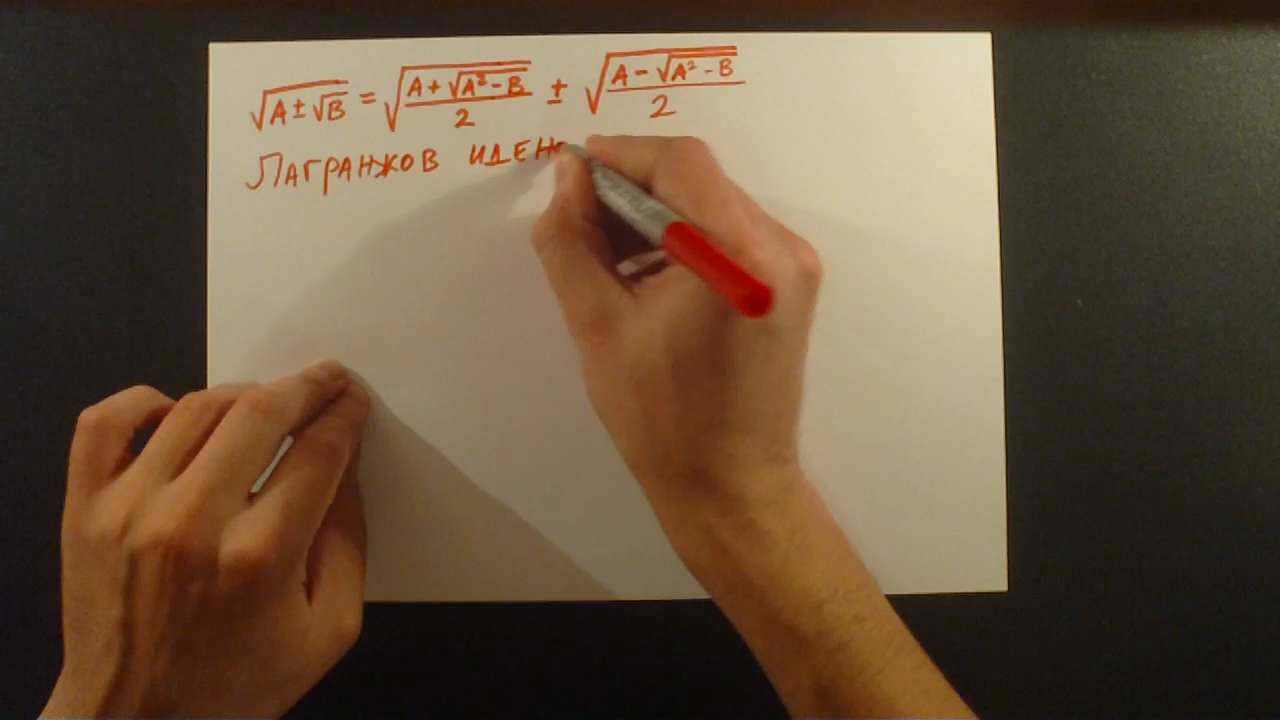 √A±√B = √(A+√A²-B)/2 ± √(A-√A²-B)/2
ЛАГРАНЖОВ ИДЕН